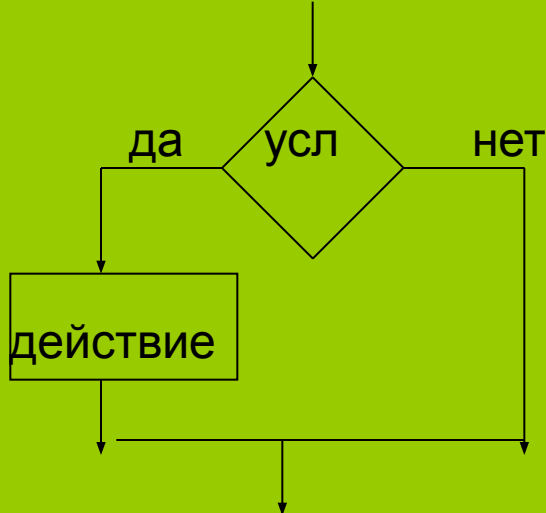 да усл нет
действие